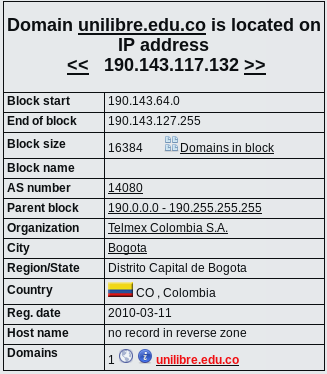 Domain unilibre.edu.co is located on
IP address
<< 190.143.117.132 >>
Block start 190.143.64.0
End of block 190.143.127.255
Block size 16384 Domains in block
Block name
AS number 14080
Parent block 190.0.0.0 - 190.255.255.255
Organization Telmex Colombia S.A.
City Bogota
Region/State Distrito Capital de Bogota
Country CO , Colombia
Reg. date 2010-03-11
Host name no record in reverse zone
Domains 1 unilibre.edu.co